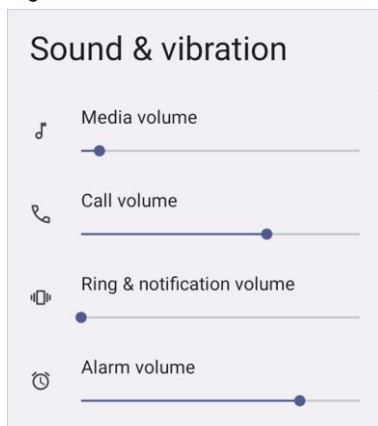 Sound & vibration
Media volume
Call volume
Ring & notification volume
Alarm volume